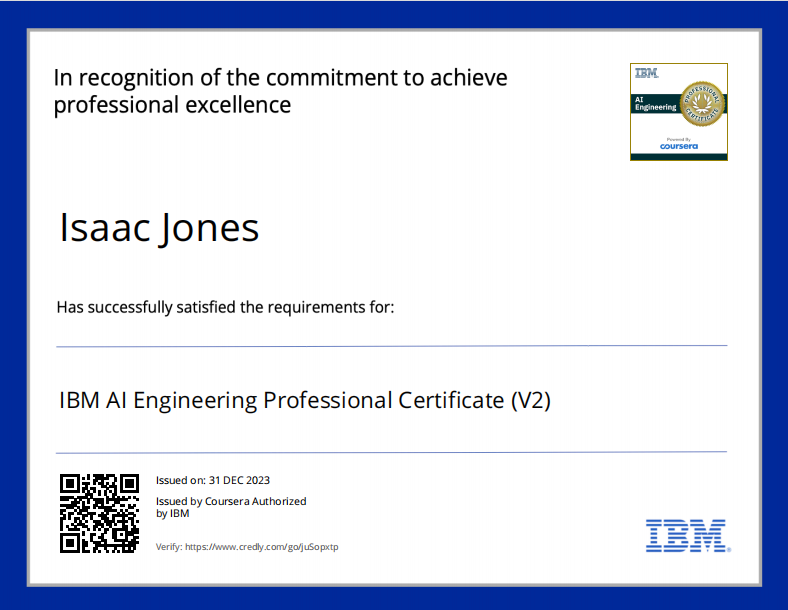 In recognition of the commitment to achieve
professional excellence
IBM
AI
Engineering
PROFESSIONAL
CERTIFICATE
Powered By
coursera
Isaac Jones
Has successfully satisfied the requirements for:
IBM AI Engineering Professional Certificate (V2)
Issued on: 31 DEC 2023
Issued by Coursera Authorized
by IBM
Verify: https://www.credly.com/go/juSopxtp
IBM®